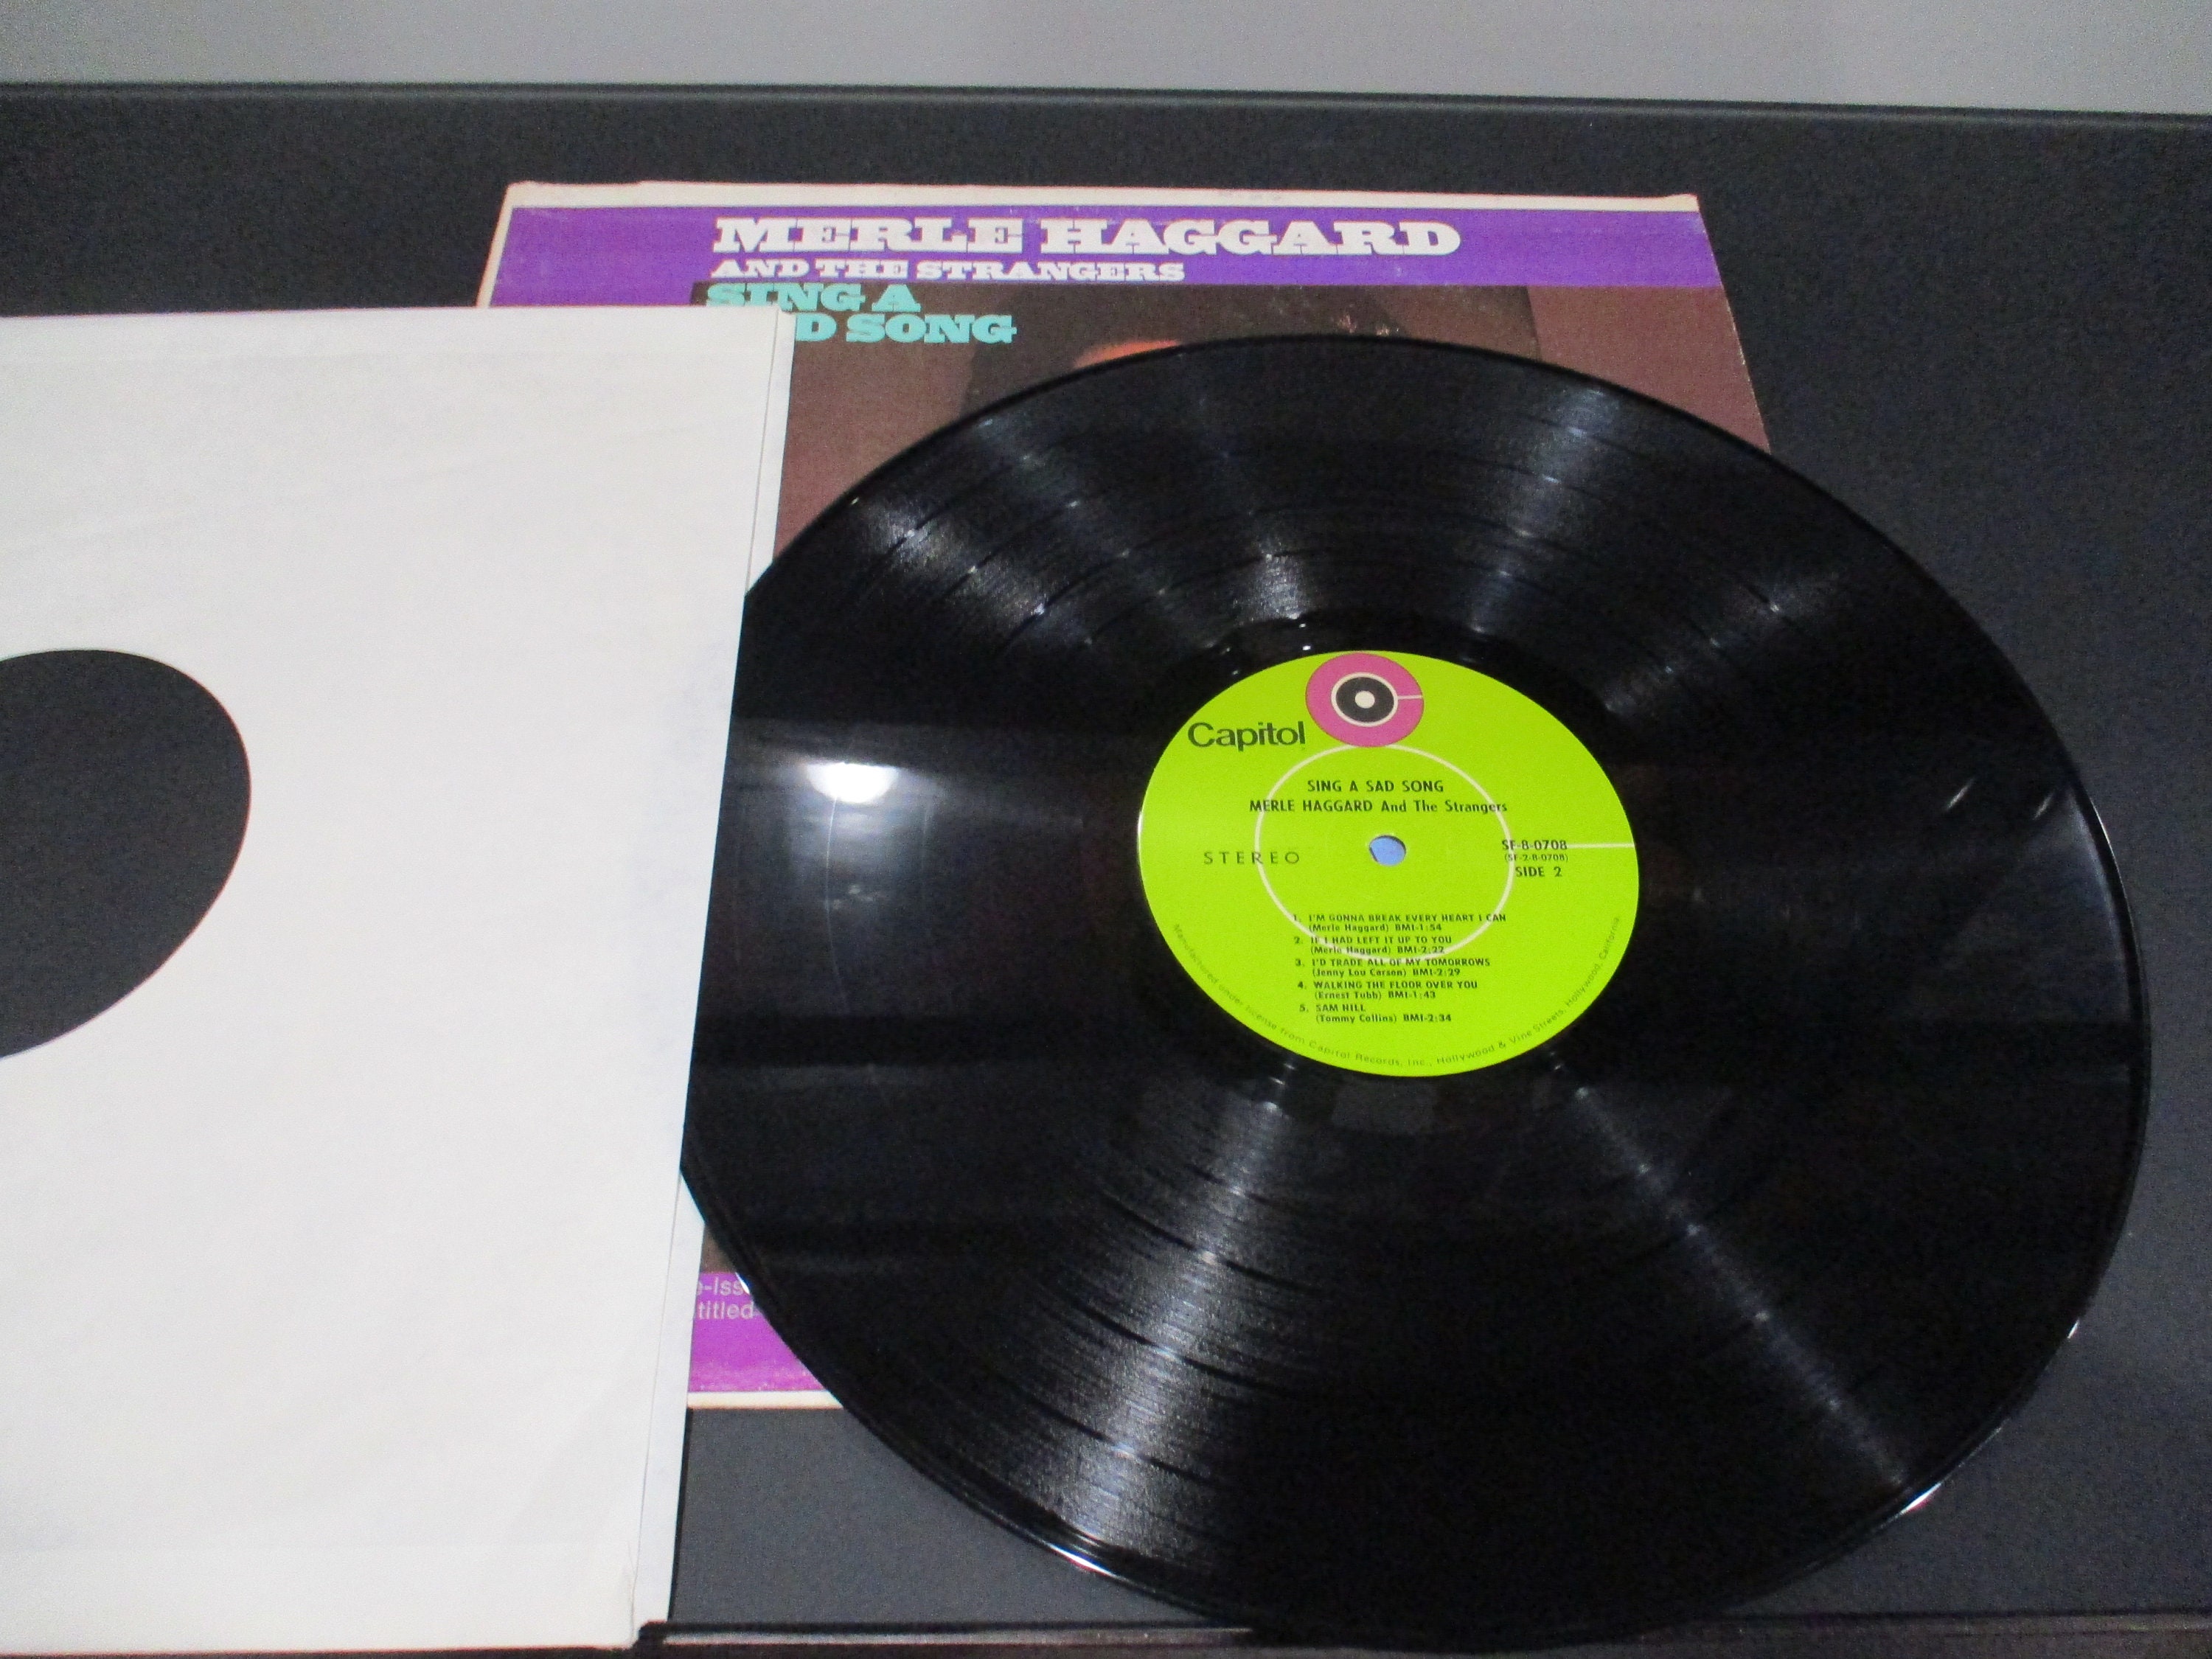 MERLE HAGGARD
AND THE STRANGERS
SING A
D SONG
Capitol
SING A SAD SONG
MERLE HAGGARD And The Strangers
STEREO
SF-8-0708
(SF-2-8-0708)
SIDE 2
1. I'M GONNA BREAK EVERY HEART I CAN
(Merle Haggard) BMI-1:54
2. IF I HAD LEFT IT UP TO YOU
(Merle Haggard) BMI-2:22
3. I'D TRADE ALL OF MY TOMORROWS
(Jenny Lou Carson) BMI-2:29
4. WALKING THE FLOOR OVER YOU
(Ernest Tubb) BMI-1:43
5. SAM HILL
(Tommy Collins) BMI-2:34
Manufactured under license from Capitol Records, Inc., Hollywood & Vine Streets, Hollywood, California.
e-Iss
titled